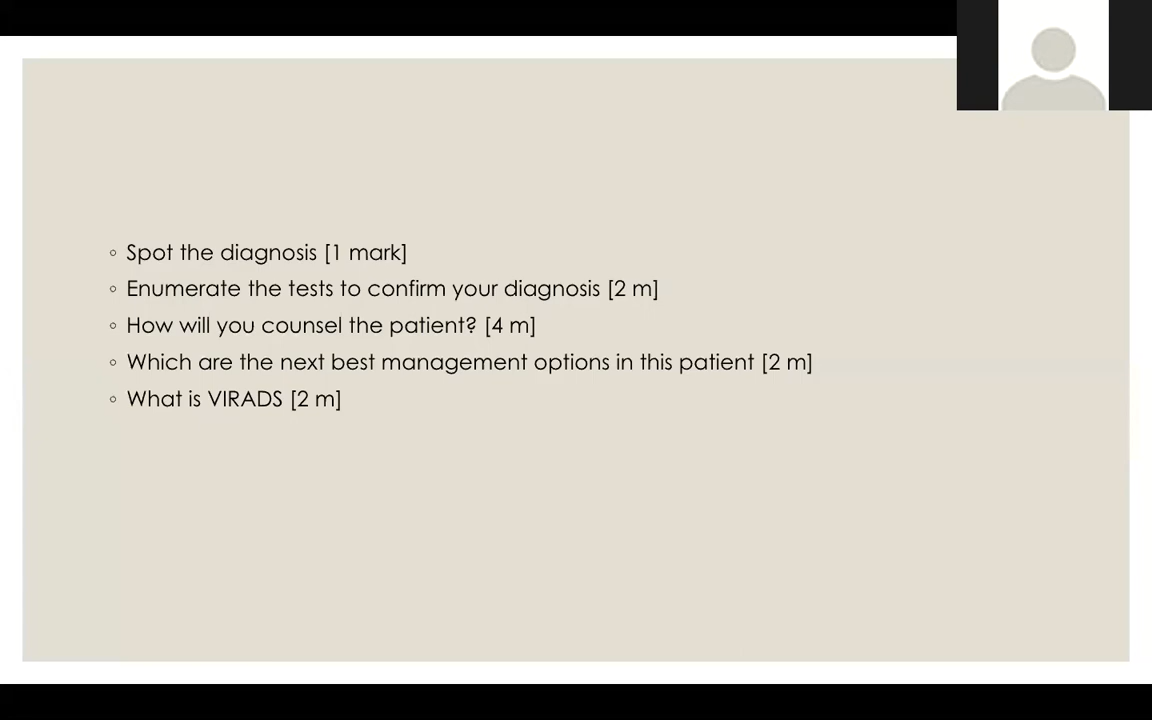 ◦ Spot the diagnosis [1 mark]
◦ Enumerate the tests to confirm your diagnosis [2 m]
◦ How will you counsel the patient? [4 m]
◦ Which are the next best management options in this patient [2 m]
◦ What is VIRADS [2 m]